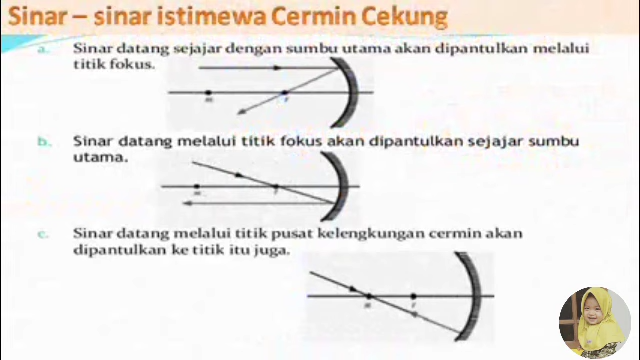 Sinar – sinar istimewa Cermin Cekung
a. Sinar datang sejajar dengan sumbu utama akan dipantulkan melalui
titik fokus.
M F
b. Sinar datang melalui titik fokus akan dipantulkan sejajar sumbu
utama.
c. Sinar datang melalui titik pusat kelengkungan cermin akan
dipantulkan ke titik itu juga.